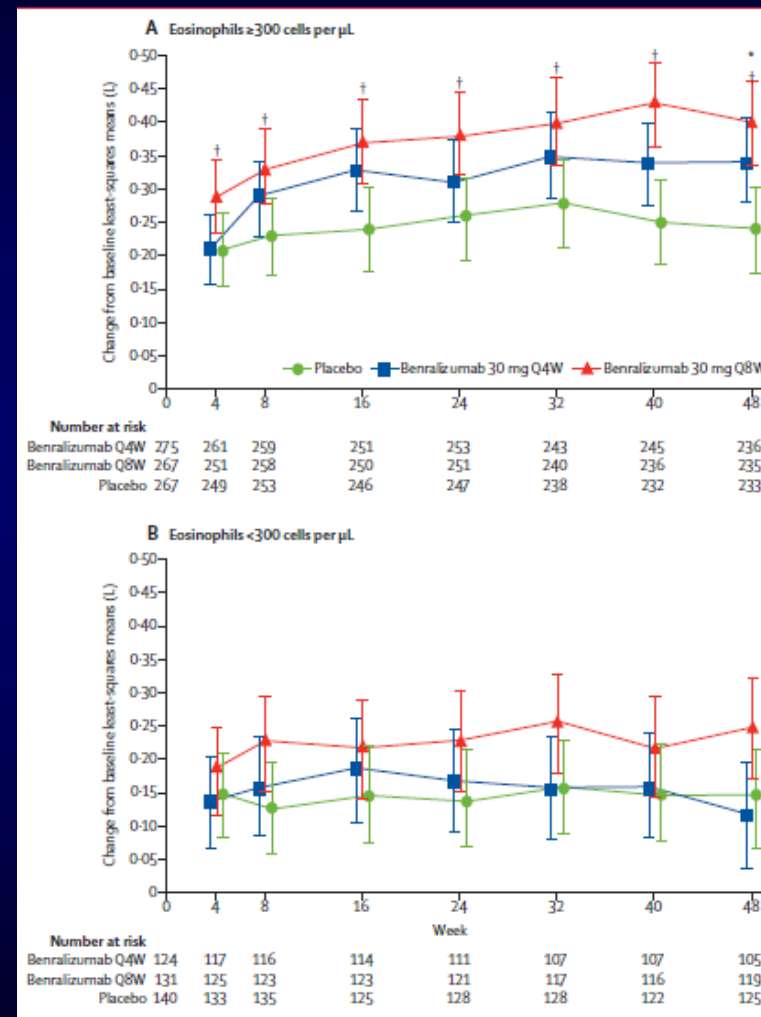 A Eosinophils ≥300 cells per µL
Change from baseline least-squares means (L)
0·50
0·45
0·40
0·35
0·30
0·25
0·20
0·15
0·10
0·05
0
† † † † † † *
†
Placebo Benralizumab 30 mg Q4W Benralizumab 30 mg Q8W
0 4 8 16 24 32 40 48
Number at risk
Benralizumab Q4W 275 261 259 251 253 243 245 236
Benralizumab Q8W 267 251 258 250 251 240 236 235
Placebo 267 249 253 246 247 238 232 233
B Eosinophils <300 cells per µL
Change from baseline least-squares means (L)
0·50
0·45
0·40
0·35
0·30
0·25
0·20
0·15
0·10
0·05
0
0 4 8 16 24 32 40 48
Week
Number at risk
Benralizumab Q4W 124 117 116 114 111 107 107 105
Benralizumab Q8W 131 125 123 123 121 117 116 119
Placebo 140 133 135 125 128 128 122 125